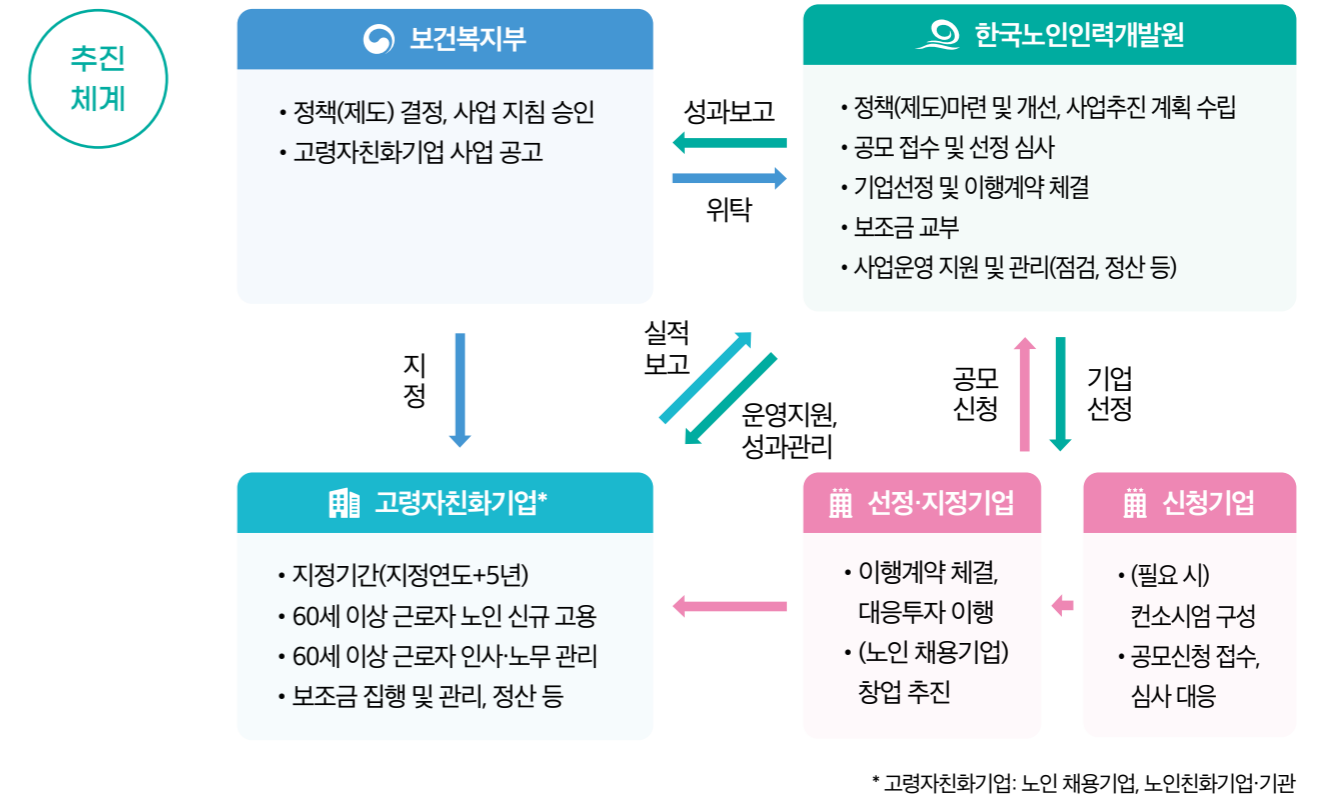 추진
체계
보건복지부
• 정책(제도) 결정, 사업 지침 승인
• 고령자친화기업 사업 공고
성과보고
위탁
한국노인인력개발원
• 정책(제도)마련 및 개선, 사업추진 계획 수립
• 공모 접수 및 선정 심사
• 기업선정 및 이행계약 체결
• 보조금 교부
• 사업운영 지원 및 관리(점검, 정산 등)
지
정
실적
보고
운영지원,
성과관리
공모
신청
기업
선정
고령자친화기업*
• 지정기간(지정연도+5년)
• 60세 이상 근로자 노인 신규 고용
• 60세 이상 근로자 인사·노무 관리
• 보조금 집행 및 관리, 정산 등
선정·지정기업
• 이행계약 체결,
대응투자 이행
• (노인 채용기업)
창업 추진
신청기업
• (필요 시)
컨소시엄 구성
• 공모신청 접수,
심사 대응
* 고령자친화기업: 노인 채용기업, 노인친화기업·기관